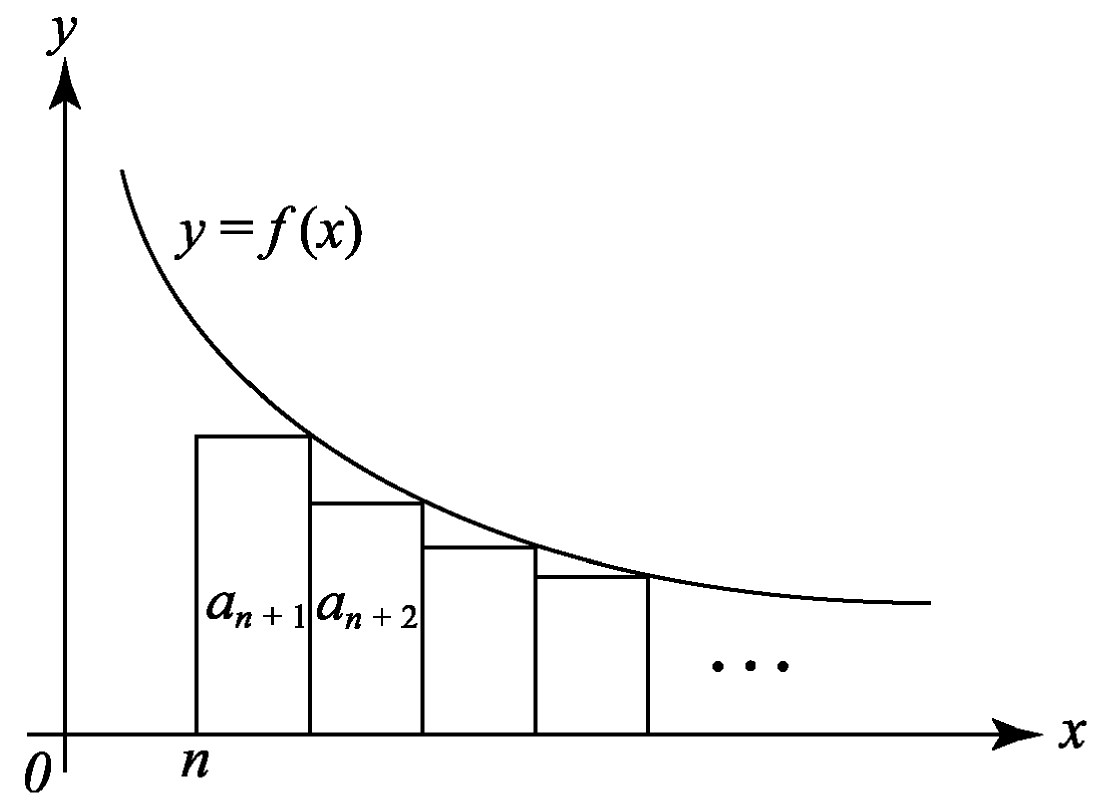 y
y = f (x)
a_{n + 1} a_{n + 2}
• • •
x
0 n